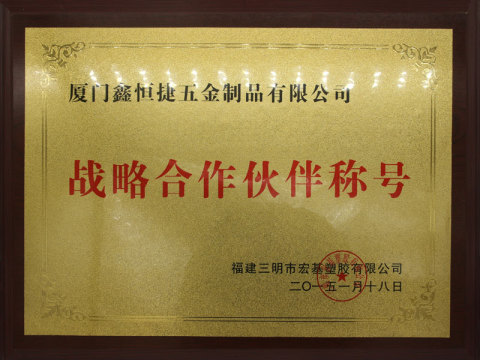 厦门鑫恒捷五金制品有限公司
战略合作伙伴称号
福建三明市宏基塑胶有限公司
二〇一五一月十八日